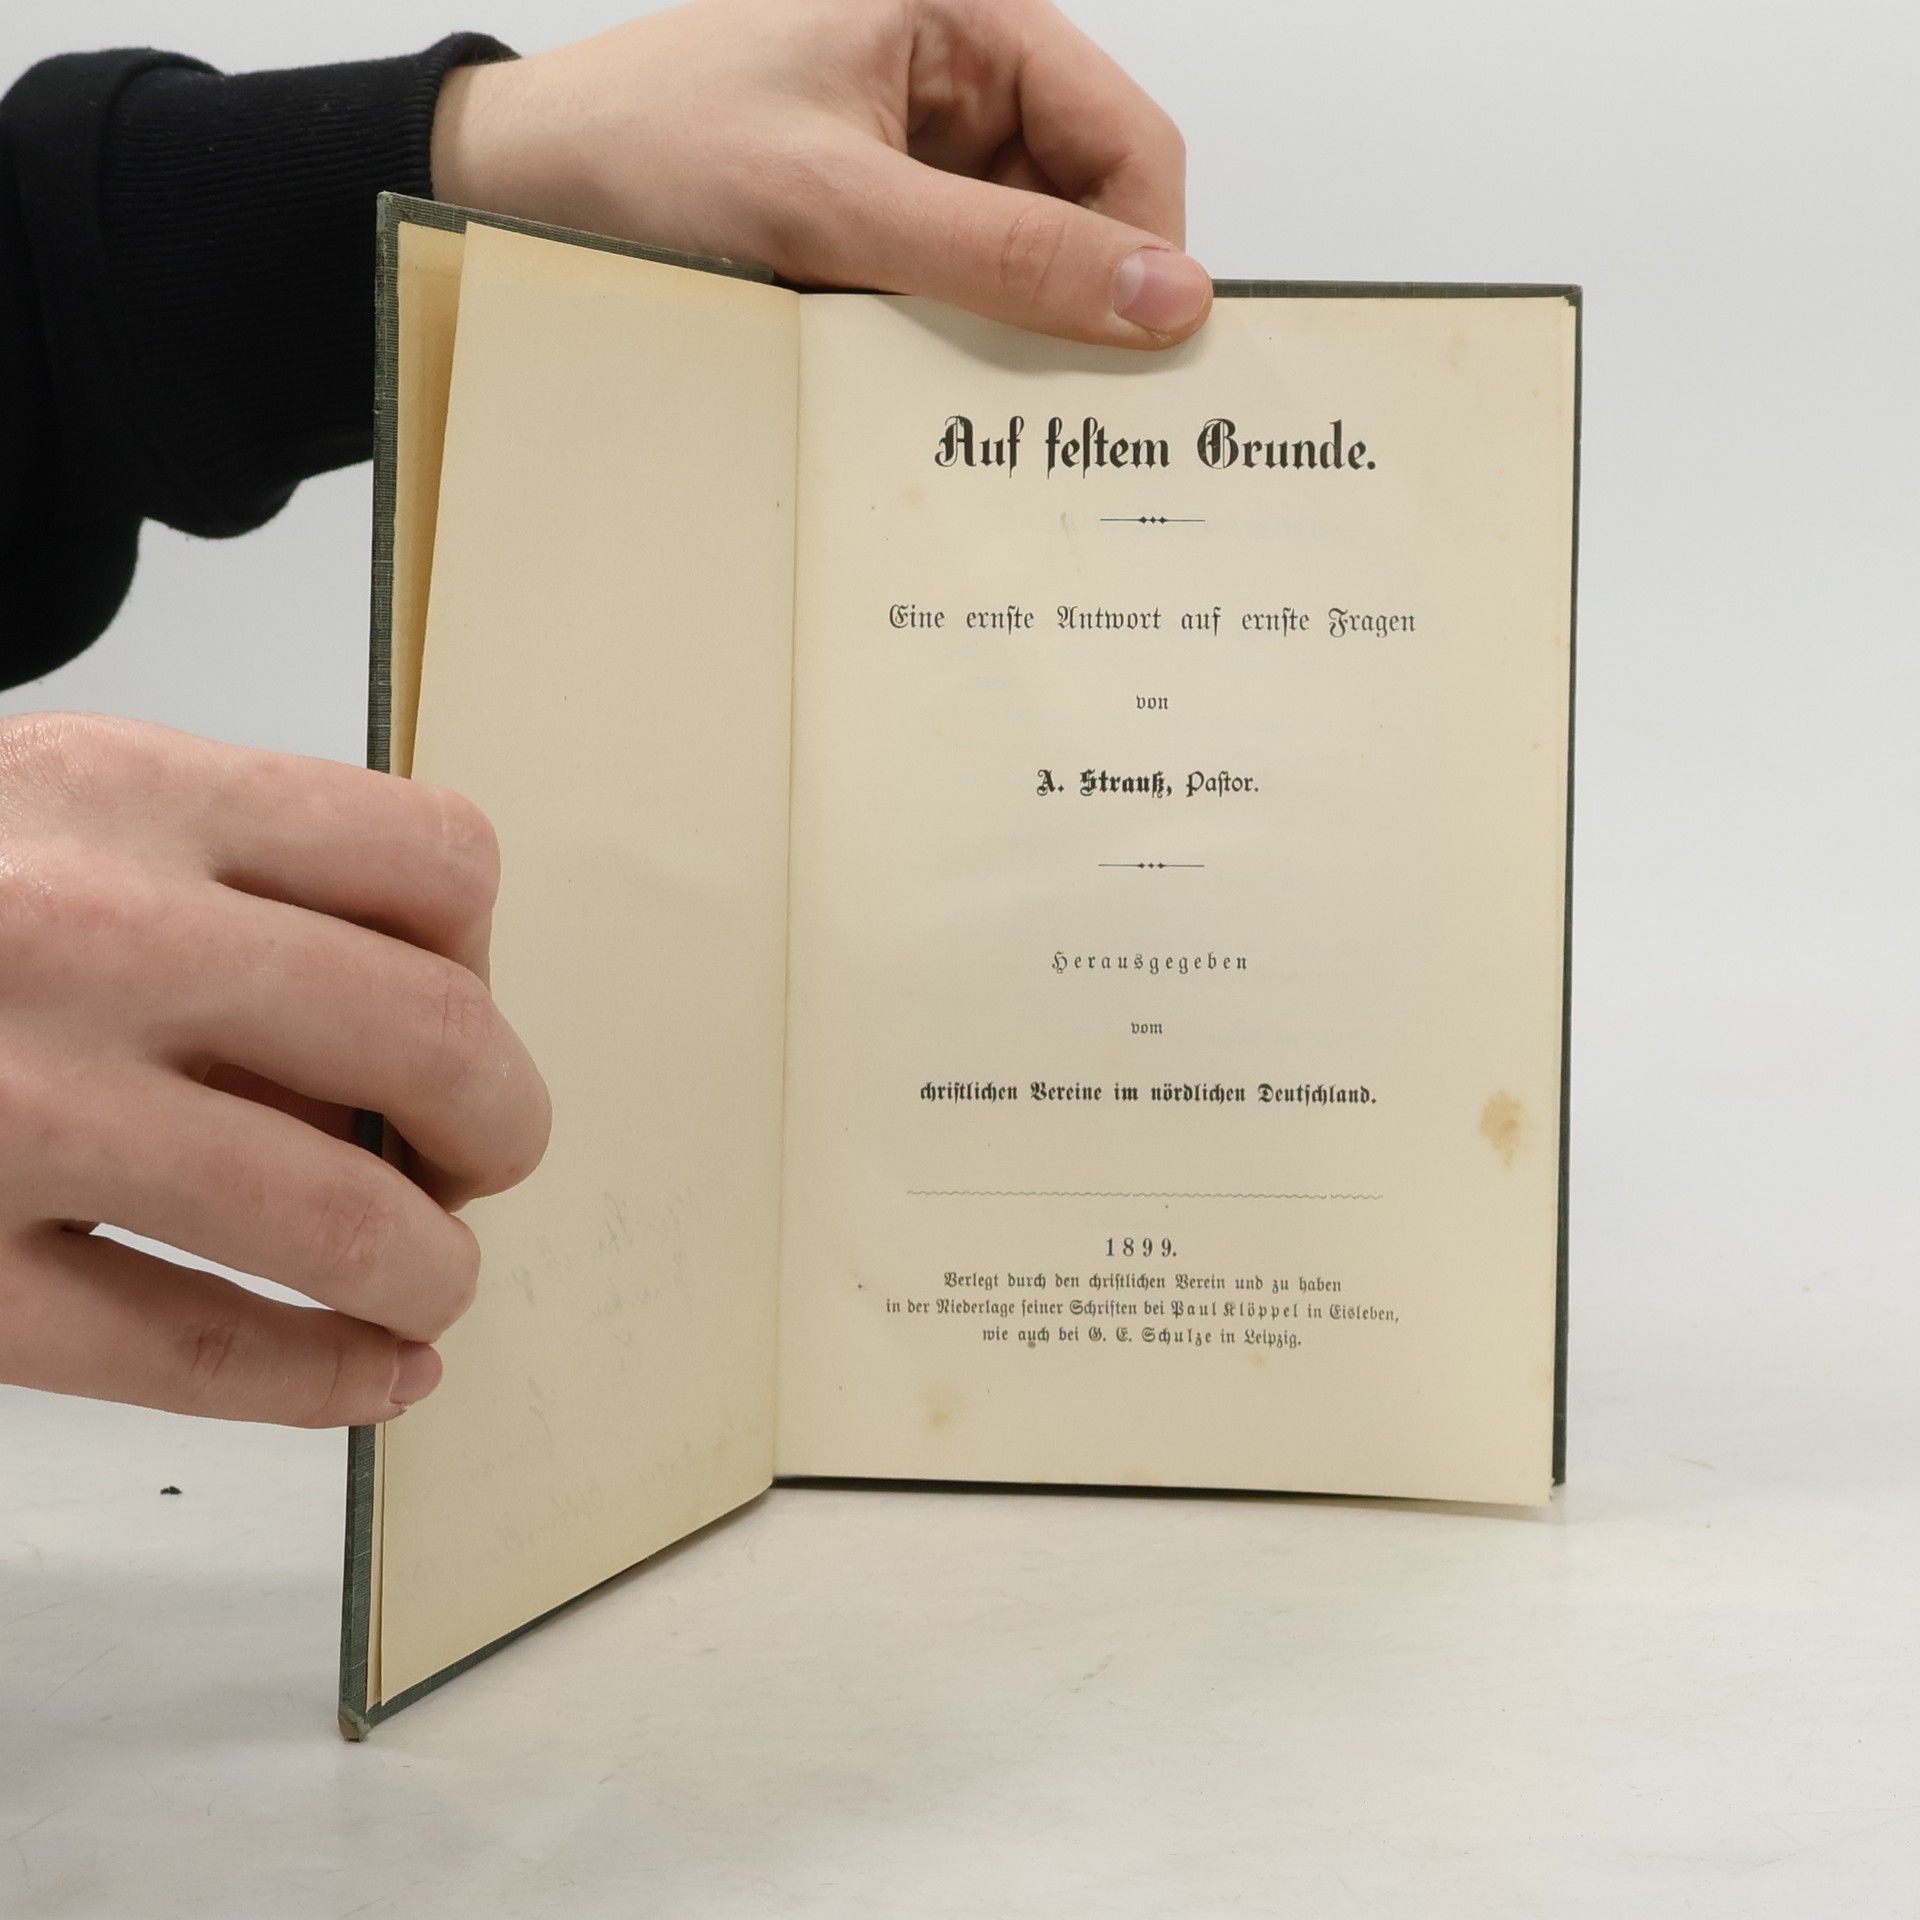 Auf feſtem Grunde.
Eine ernſte Antwort auf ernſte Fragen
von
A. Strauß, Paſtor.
Herausgegeben
vom
chriſtlichen Vereine im nördlichen Deutſchland.
1899.
Verlegt durch den chriſtlichen Verein und zu haben
in der Niederlage ſeiner Schriften bei Paul Klöppel in Eisleben,
wie auch bei G. E. Schulze in Leipzig.